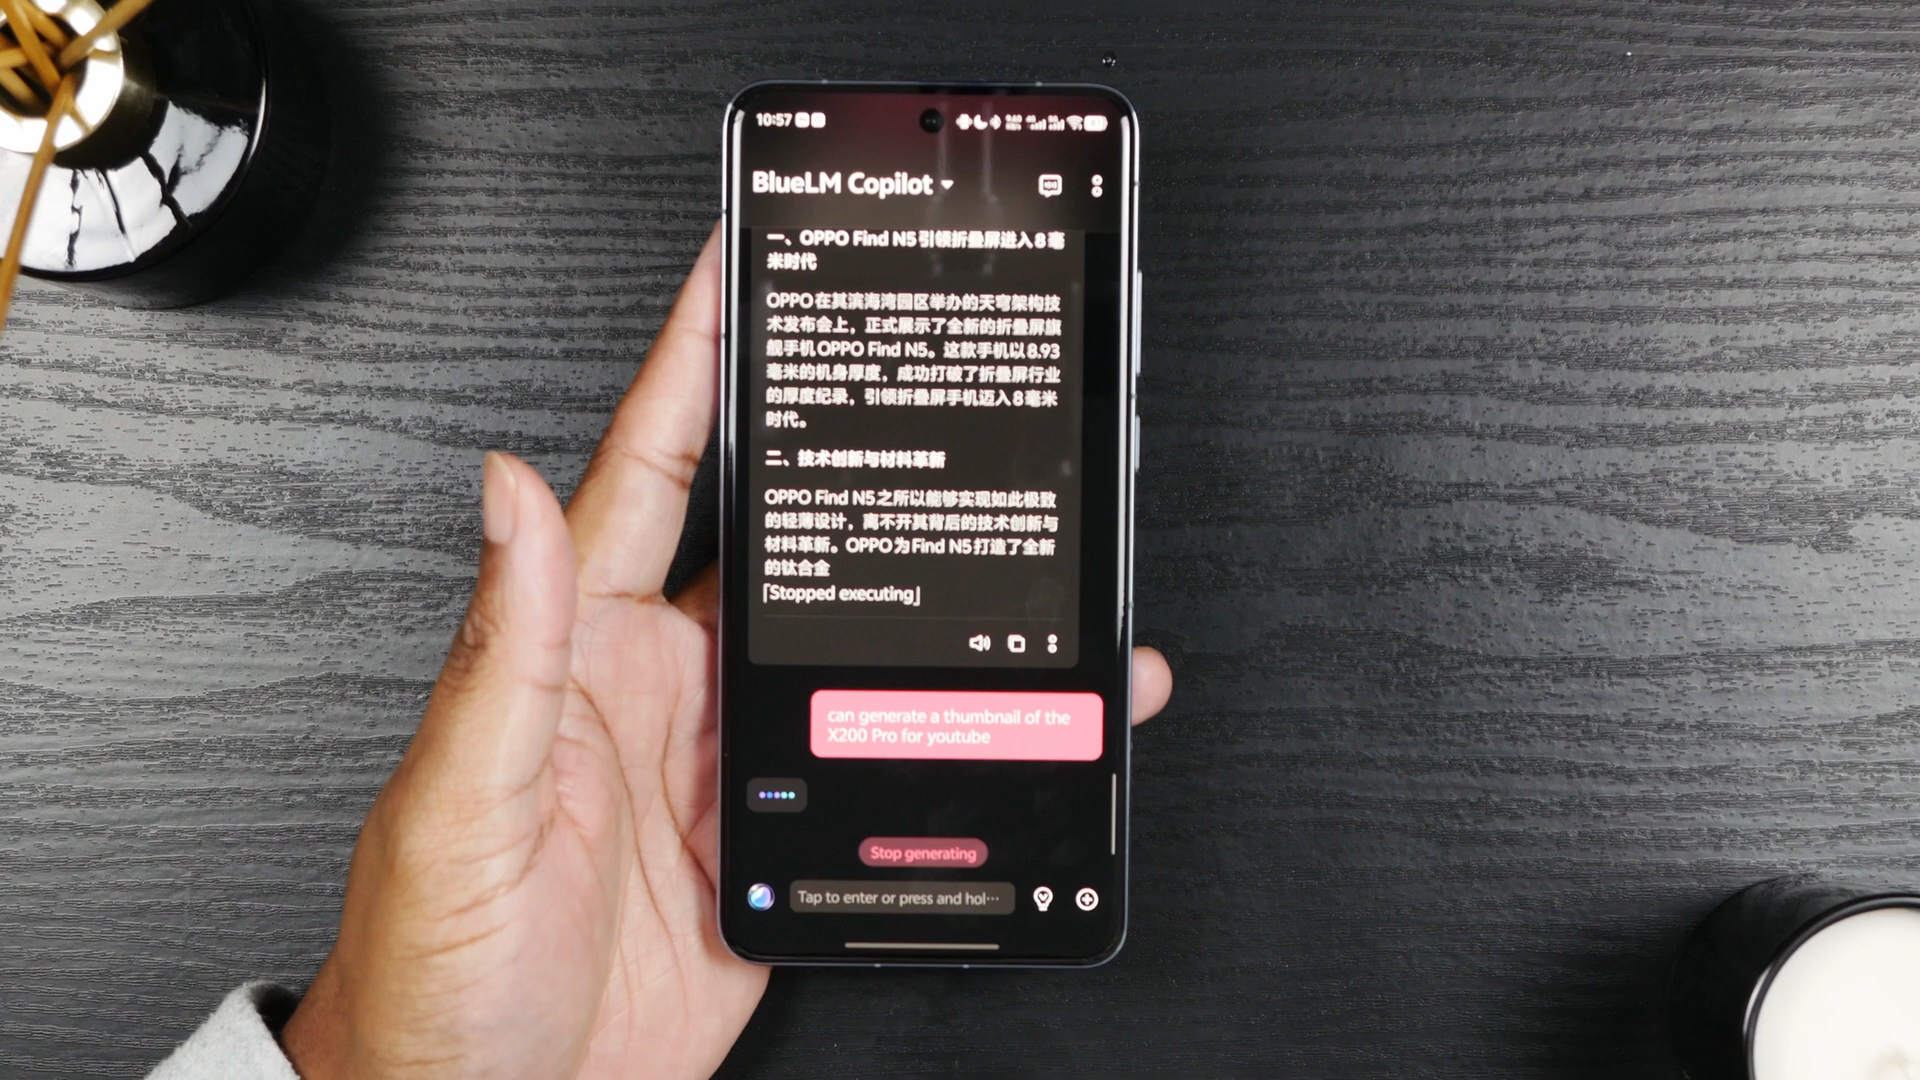 10:57
BlueLM Copilot
一、OPPO Find N5引领折叠屏进入8毫
米时代
OPPO在其滨海湾园区举办的天穹架构技
术发布会上，正式展示了全新的折叠屏旗
舰手机OPPO Find N5。这款手机以8.93
毫米的机身厚度，成功打破了折叠屏行业
的厚度纪录，引领折叠屏手机迈入8毫米
时代。
二、技术创新与材料革新
OPPO Find N5之所以能够实现如此极致
的轻薄设计，离不开其背后的技术创新与
材料革新。OPPO为Find N5打造了全新
的钛合金
「Stopped executing」
can generate a thumbnail of the
X200 Pro for youtube
Stop generating
Tap to enter or press and hol···